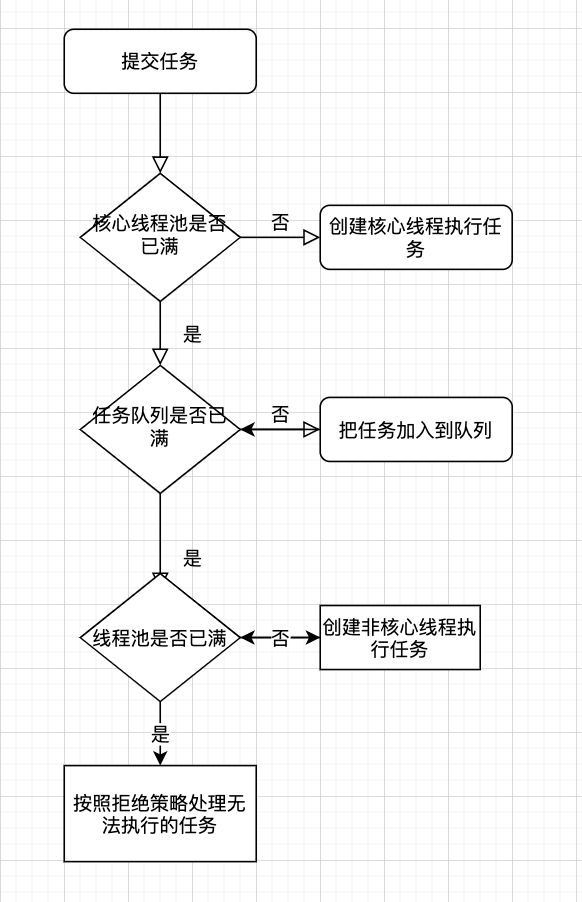 提交任务
核心线程池是否
已满
否
创建核心线程执行任
务
是
任务队列是否已
满
否
把任务加入到队列
是
线程池是否已满
否
创建非核心线程执
行任务
是
按照拒绝策略处理无
法执行的任务